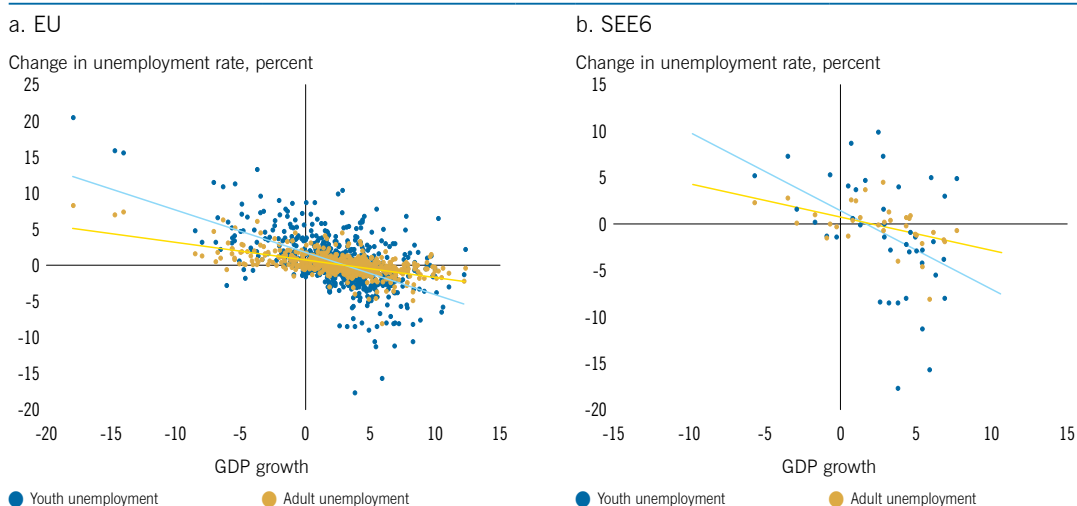 a. EU
Change in unemployment rate, percent
25
20
15
10
5
0
-5
-10
-15
-20
-20 -15 -10 -5 0 5 10 15
GDP growth
Youth unemployment Adult unemployment
b. SEE6
Change in unemployment rate, percent
15
10
5
0
-5
-10
-15
-20
-15 -10 -5 0 5 10 15
GDP growth
Youth unemployment Adult unemployment